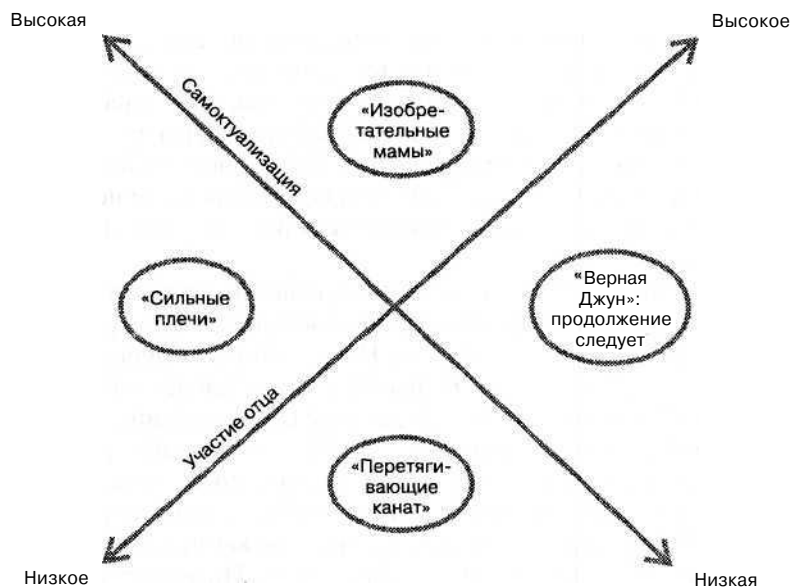 Высокая
Высокое
Самоктуализация
«Изобре-
тательные
мамы»
«Сильные
плечи»
«Верная
Джун»:
продолжение
следует
Участие отца
«Перетяги-
вающие
канат»
Низкое
Низкая